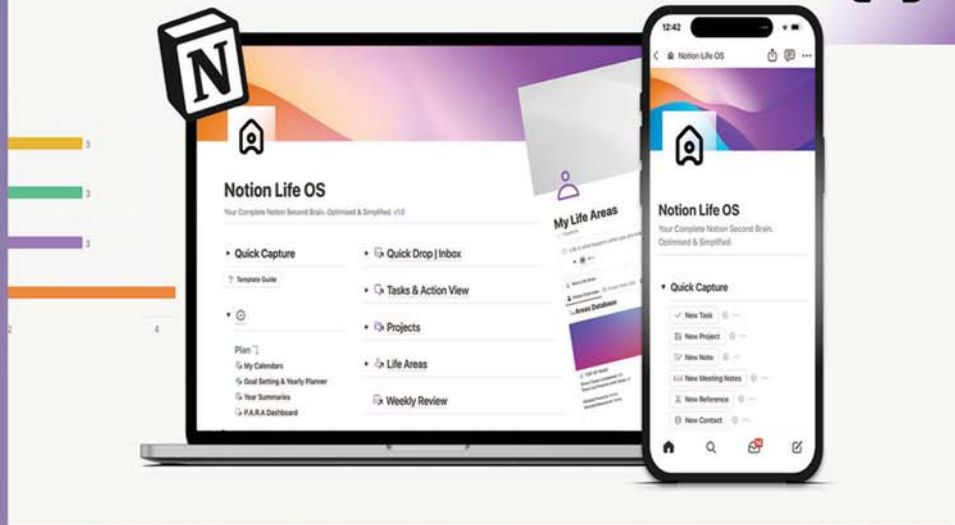 3
3
3
2
4
N
Notion Life OS
Your Complete Notion Second Brain. Optimised & Simplified. v1.6
Quick Capture
Template Guide
Plan
My Calendars
Goal Setting & Yearly Planner
Year Summaries
P.A.R.A Dashboard
Quick Drop | Inbox
Tasks & Action View
Projects
Life Areas
Weekly Review
My Life Areas
Areas Database
12:42
Notion Life OS
Notion Life OS
Your Complete Notion Second Brain.
Optimised & Simplified.
Quick Capture
New Task
New Project
New Note
New Meeting Notes
New Reference
New Contact